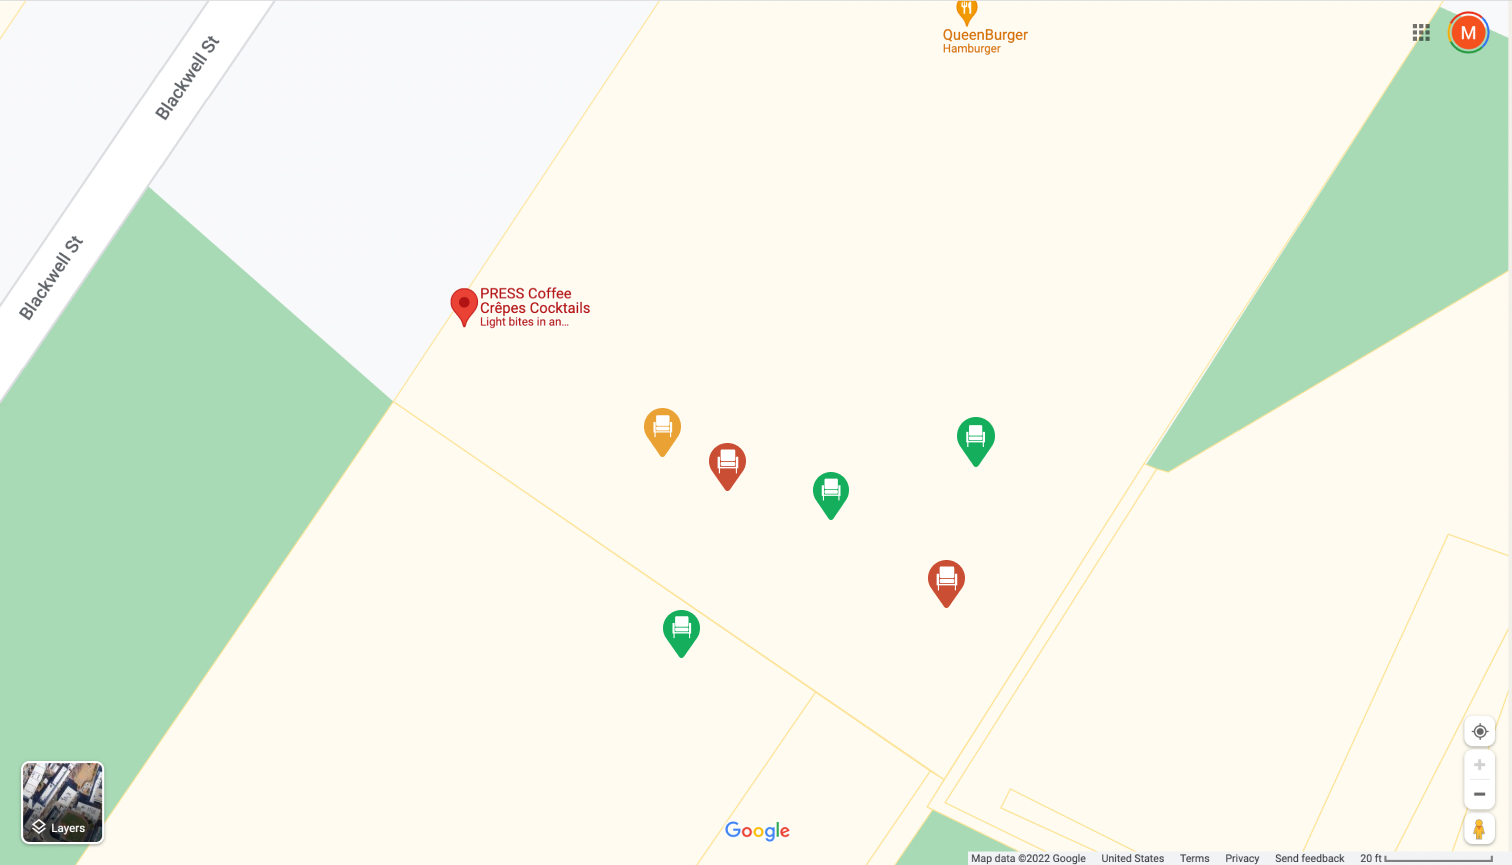 QueenBurger
Hamburger
M
Blackwell St
Blackwell St
PRESS Coffee
Crêpes Cocktails
Light bites in an...
Layers
Google
Map data ©2022 Google United States Terms Privacy Send feedback 20 ft